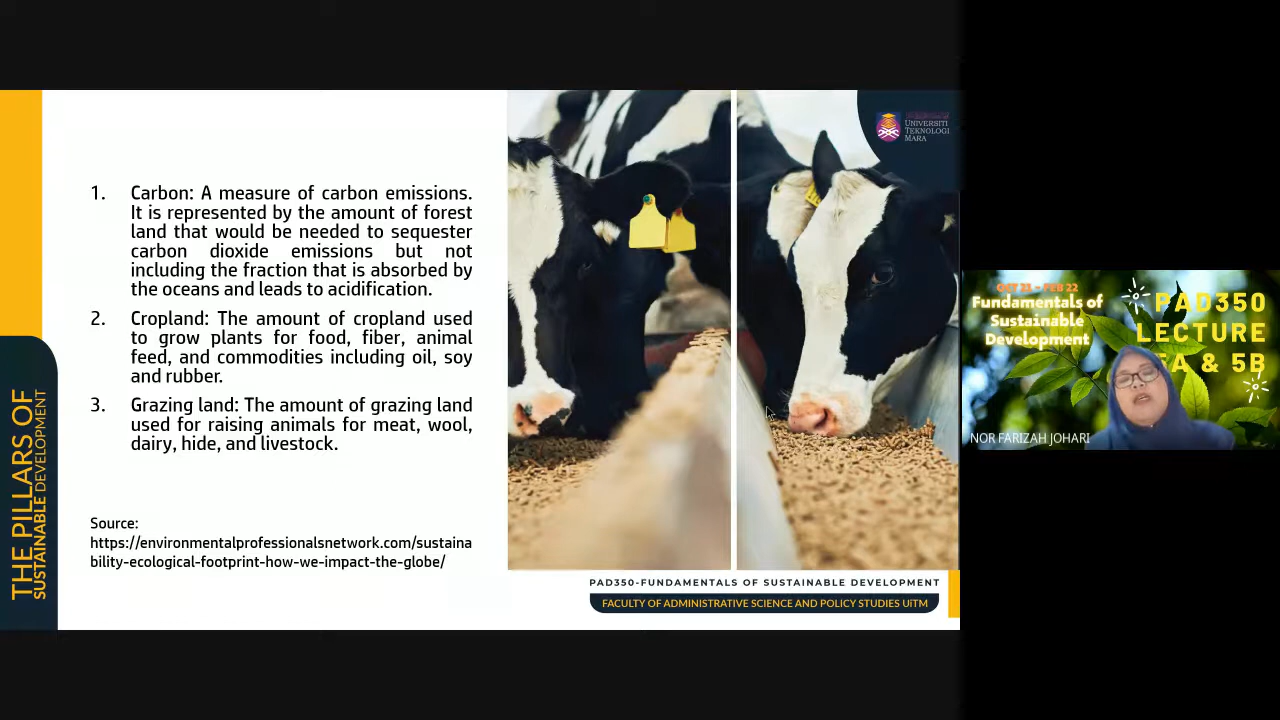 THE PILLARS OF
SUSTAINABLE DEVELOPMENT
1. Carbon: A measure of carbon emissions.
It is represented by the amount of forest
land that would be needed to sequester
carbon dioxide emissions but not
including the fraction that is absorbed by
the oceans and leads to acidification.
2. Cropland: The amount of cropland used
to grow plants for food, fiber, animal
feed, and commodities including oil, soy
and rubber.
3. Grazing land: The amount of grazing land
used for raising animals for meat, wool,
dairy, hide, and livestock.
Source:
https://environmentalprofessionalsnetwork.com/sustaina
bility-ecological-footprint-how-we-impact-the-globe/
UNIVERSITI
TEKNOLOGI
MARA
PAD350-FUNDAMENTALS OF SUSTAINABLE DEVELOPMENT
FACULTY OF ADMINISTRATIVE SCIENCE AND POLICY STUDIES UiTM
OCT 21 - FEB 22
Fundamentals of
Sustainable
Development
PAD350
LECTURE
5A & 5B
NOR FARIZAH JOHARI